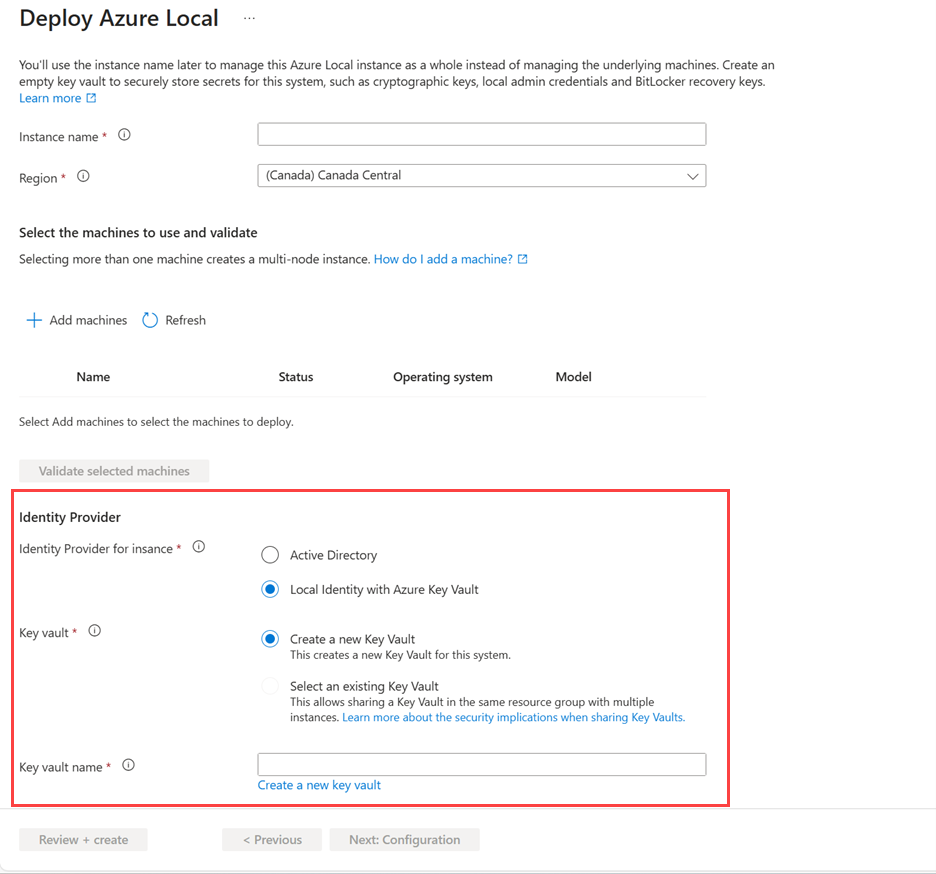 Deploy Azure Local ...
You'll use the instance name later to manage this Azure Local instance as a whole instead of managing the underlying machines. Create an
empty key vault to securely store secrets for this system, such as cryptographic keys, local admin credentials and BitLocker recovery keys.
Learn more
Instance name *
Region * (Canada) Canada Central
Select the machines to use and validate
Selecting more than one machine creates a multi-node instance. How do I add a machine?
Add machines Refresh
Name Status Operating system Model
Select Add machines to select the machines to deploy.
Validate selected machines
Identity Provider
Identity Provider for insance *
Active Directory
Local Identity with Azure Key Vault
Key vault *
Create a new Key Vault
This creates a new Key Vault for this system.
Select an existing Key Vault
This allows sharing a Key Vault in the same resource group with multiple
instances. Learn more about the security implications when sharing Key Vaults.
Key vault name *
Create a new key vault
Review + create < Previous Next: Configuration